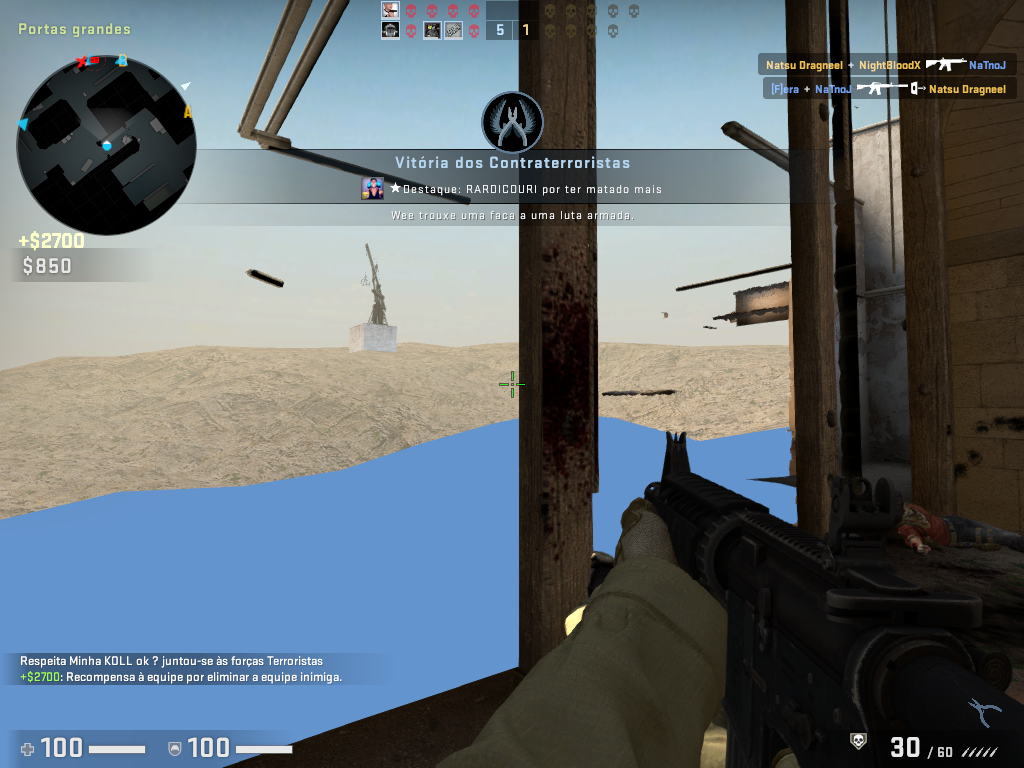 Portas grandes
B
A
5 1
Natsu Dragneel + NightBloodX NaTnoJ
[F]era + NaTnoJ Natsu Dragneel
Vitória dos Contraterroristas
★Destaque: RARDICOURI por ter matado mais
Wee trouxe uma faca a uma luta armada.
+$2700
$850
Respeita Minha KOLL ok ? juntou-se às forças Terroristas
+$2700: Recompensa à equipe por eliminar a equipe inimiga.
100 100
30 / 60